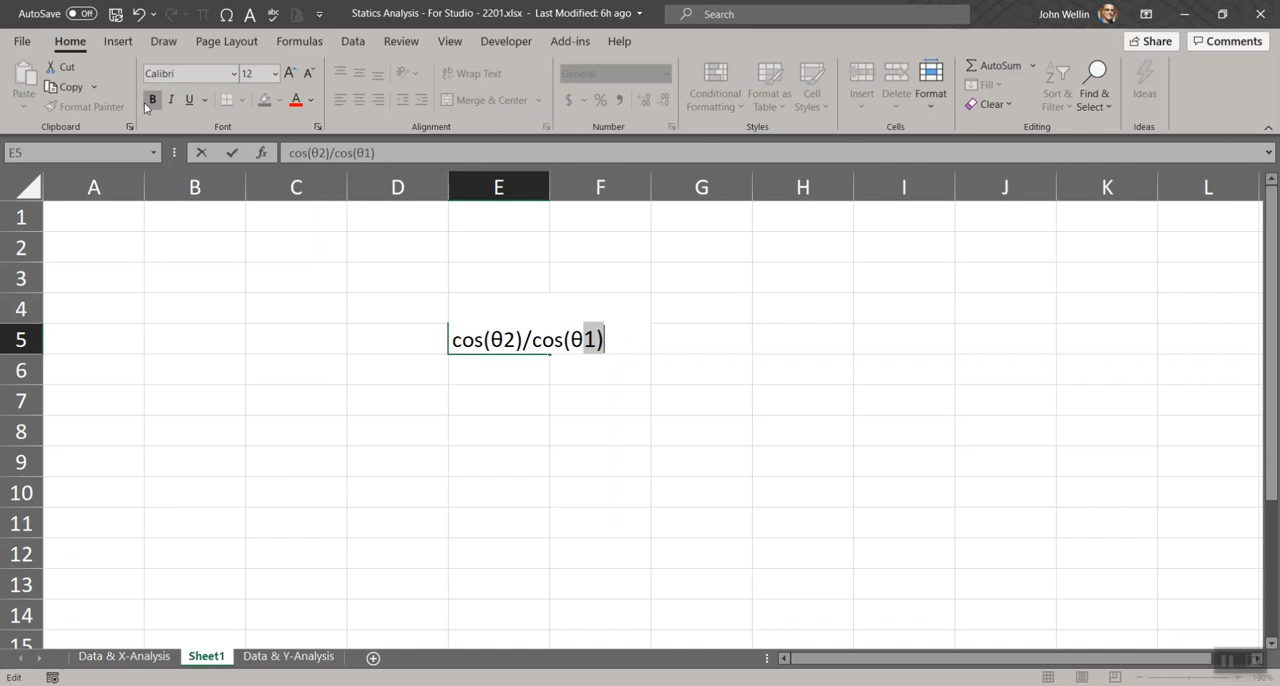 AutoSave Off Statics Analysis - For Studio - 2201.xlsx - Last Modified: 6h ago Search John Wellin
File Home Insert Draw Page Layout Formulas Data Review View Developer Add-ins Help Share Comments
Paste Cut Copy Format Painter Clipboard
Calibri 12 B I U Font
Wrap Text Merge & Center Alignment
General $ % Number
Conditional Formatting Format as Table Cell Styles Styles
Insert Delete Format Cells
AutoSum Fill Clear Sort & Filter Find & Select Editing
Ideas Ideas
E5 fx cos(θ2)/cos(θ1)
A B C D E F G H I J K L
1
2
3
4
5 cos(θ2)/cos(θ1)
6
7
8
9
10
11
12
13
14
15
Data & X-Analysis Sheet1 Data & Y-Analysis
Edit 190%